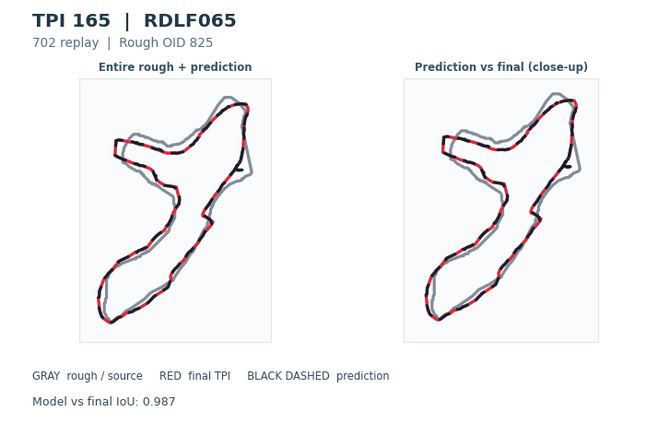 TPI 165 | RDLF065
702 replay | Rough OID 825
Entire rough + prediction
Prediction vs final (close-up)
GRAY rough / source RED final TPI BLACK DASHED prediction
Model vs final IoU: 0.987